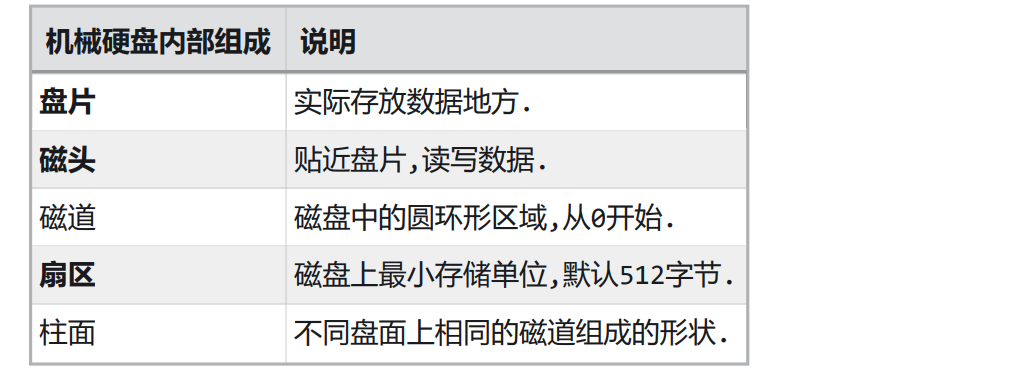 机械硬盘内部组成 说明
盘片 实际存放数据地方.
磁头 贴近盘片,读写数据.
磁道 磁盘中的圆环形区域,从0开始.
扇区 磁盘上最小存储单位,默认512字节.
柱面 不同盘面上相同的磁道组成的形状.